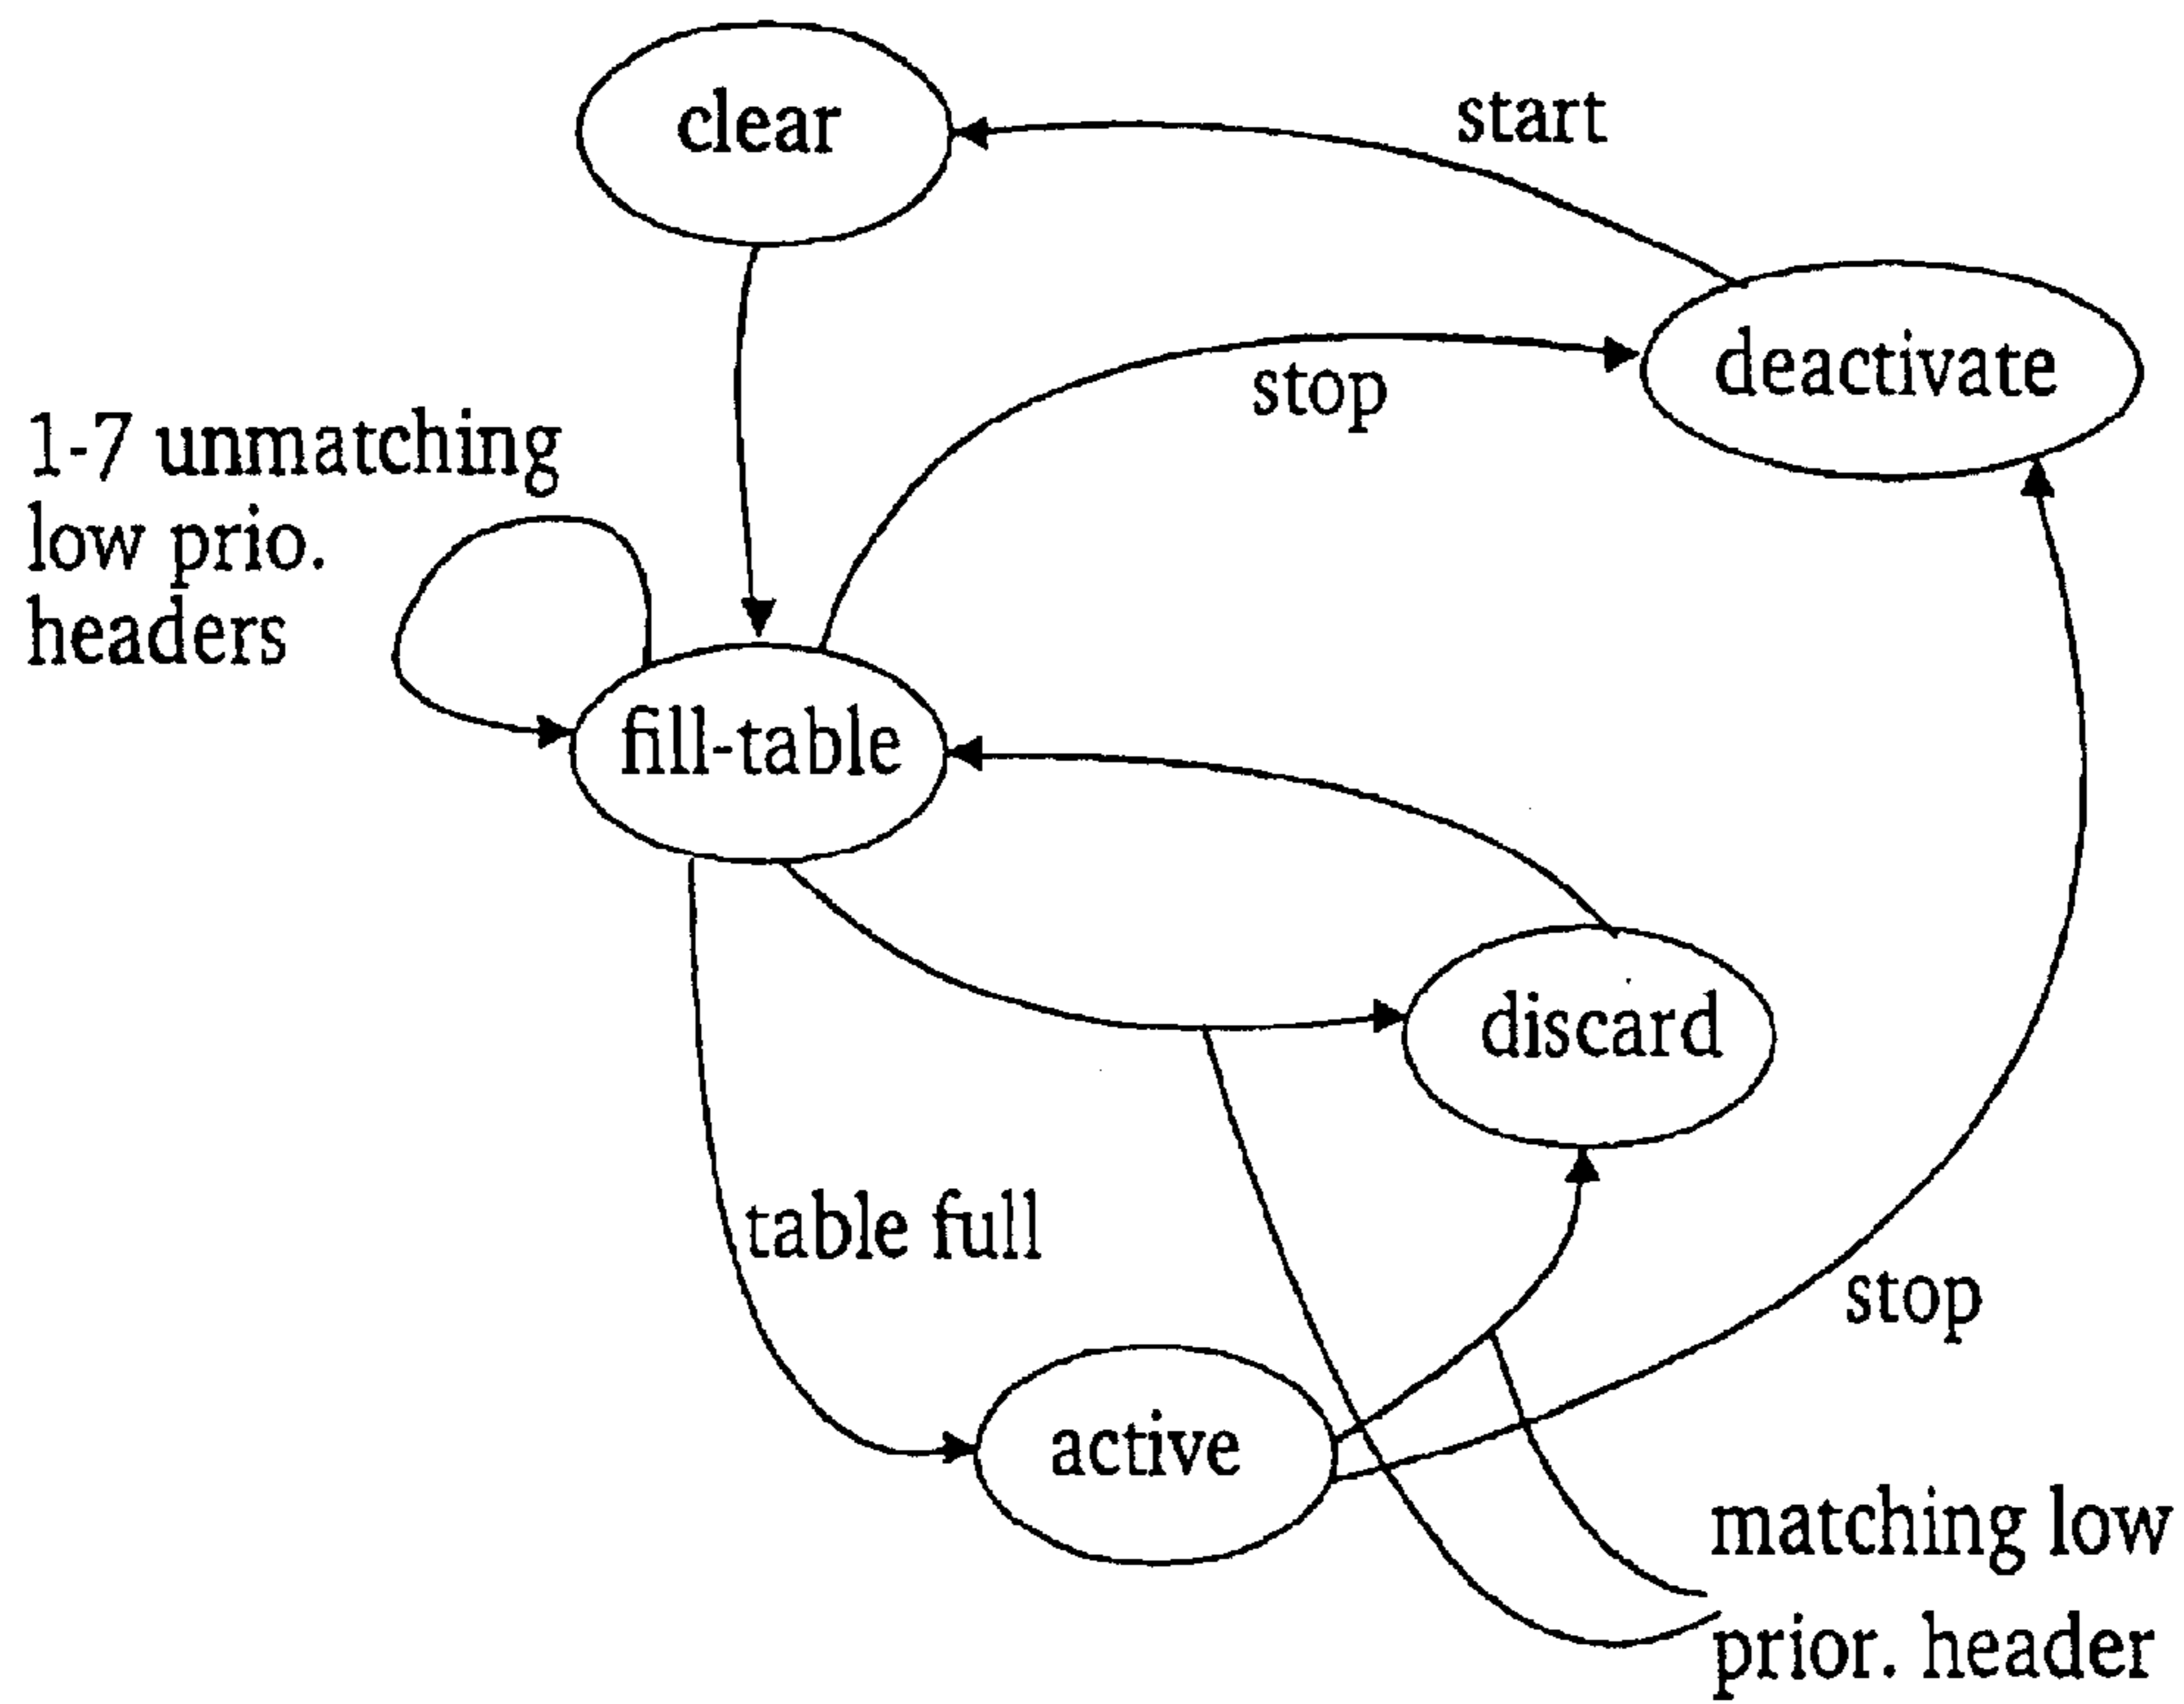 clear
start
deactivate
stop
1-7 unmatching
low prio.
headers
fill-table
discard
table full
stop
active
matching low
prior. header